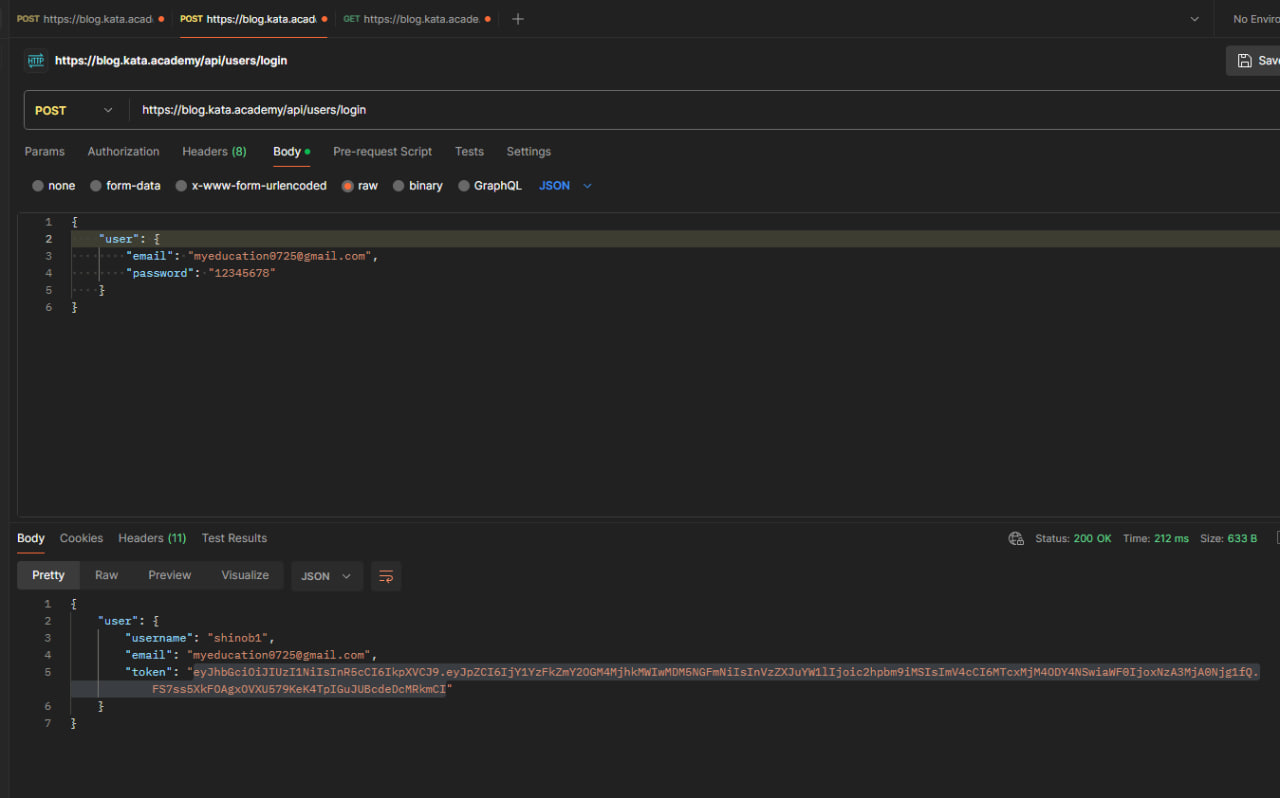 POST https://blog.kata.acad
POST https://blog.kata.acad
GET https://blog.kata.acade.
No Enviro
HTTP https://blog.kata.academy/api/users/login
Save
POST https://blog.kata.academy/api/users/login
Params Authorization Headers (8) Body Pre-request Script Tests Settings
none form-data x-www-form-urlencoded raw binary GraphQL JSON
1 {
2 "user": {
3 "email": "myeducation0725@gmail.com",
4 "password": "12345678"
5 }
6 }
Body Cookies Headers (11) Test Results
Status: 200 OK Time: 212 ms Size: 633 B
Pretty Raw Preview Visualize JSON
1 {
2 "user": {
3 "username": "shinob1",
4 "email": "myeducation0725@gmail.com",
5 "token": "eyJhbGciOiJIUzI1NiIsInR5cCI6IkpXVCJ9.eyJpZCI6IjY1YzFkZmY2OGM4MjhkMWIwMDM5NGFmNiIsInVzZXJuYW1lIjoic2hpbm9iMSIsImV4cCI6MTcxMjM4ODY4NSwiaWF0IjoxNzA3MjA0Njg1fQ.
FS7ss5XkFOAgxOVXU579KeK4TpIGuJUBcdeDcMRkmCI"
6 }
7 }